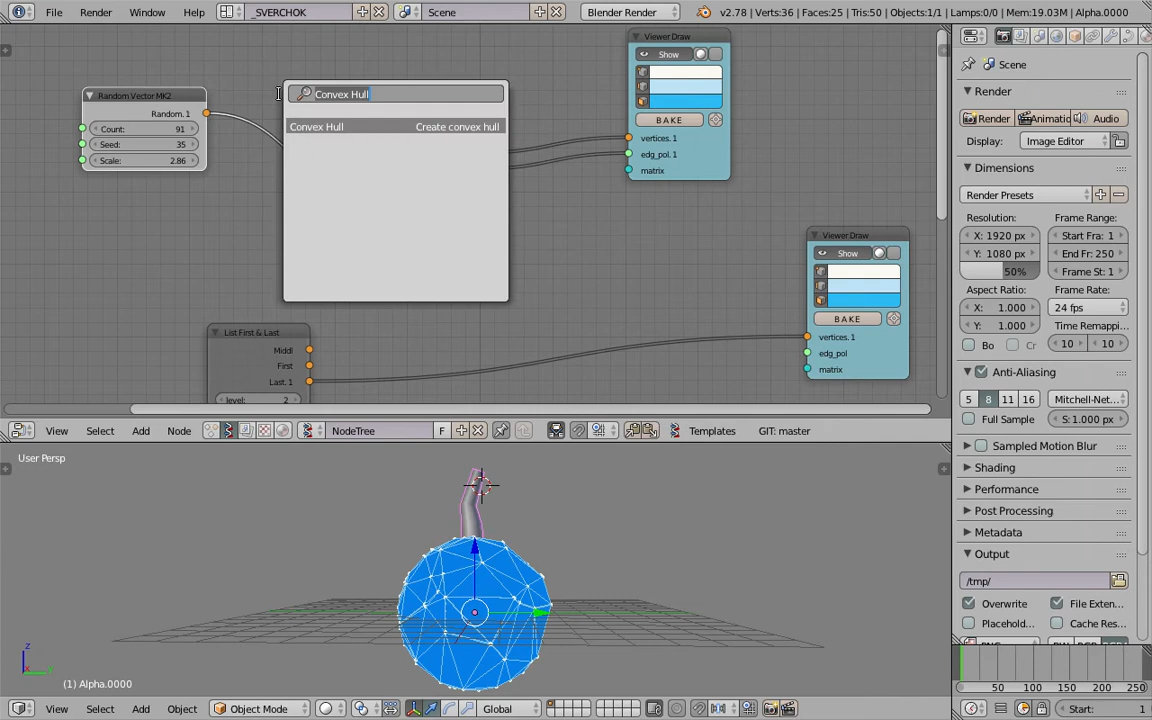 File Render Window Help _SVERCHOK Scene Blender Render v2.78 | Verts:36 | Faces:25 | Tris:50 | Objects:1/1 | Lamps:0/0 | Mem:19.03M | Alpha.0000
Random Vector MK2
Random. 1
Count: 91
Seed: 35
Scale: 2.86
Convex Hull
Convex Hull Create convex hull
Viewer Draw
Show
BAKE
vertices. 1
edg_pol. 1
matrix
Viewer Draw
Show
BAKE
vertices. 1
edg_pol
matrix
List First & Last
Middl
First
Last. 1
level: 2
View Select Add Node NodeTree F Templates GIT: master
User Persp
z
(1) Alpha.0000
View Select Add Object Object Mode Global
Scene
Render
Render Animatic Audio
Display: Image Editor
Dimensions
Render Presets
Resolution: Frame Range:
X: 1920 px Start Fra: 1
Y: 1080 px End Fr: 250
50% Frame St: 1
Aspect Ratio: Frame Rate:
X: 1.000 24 fps
Y: 1.000 Time Remappi...
Bo Cr 10 10
Anti-Aliasing
5 8 11 16 Mitchell-Net...
Full Sample S: 1.000 px
Sampled Motion Blur
Shading
Performance
Post Processing
Metadata
Output
/tmp/
Overwrite File Exten...
Placehold... Cache Res...
50 100 150 200 250
Start: 1